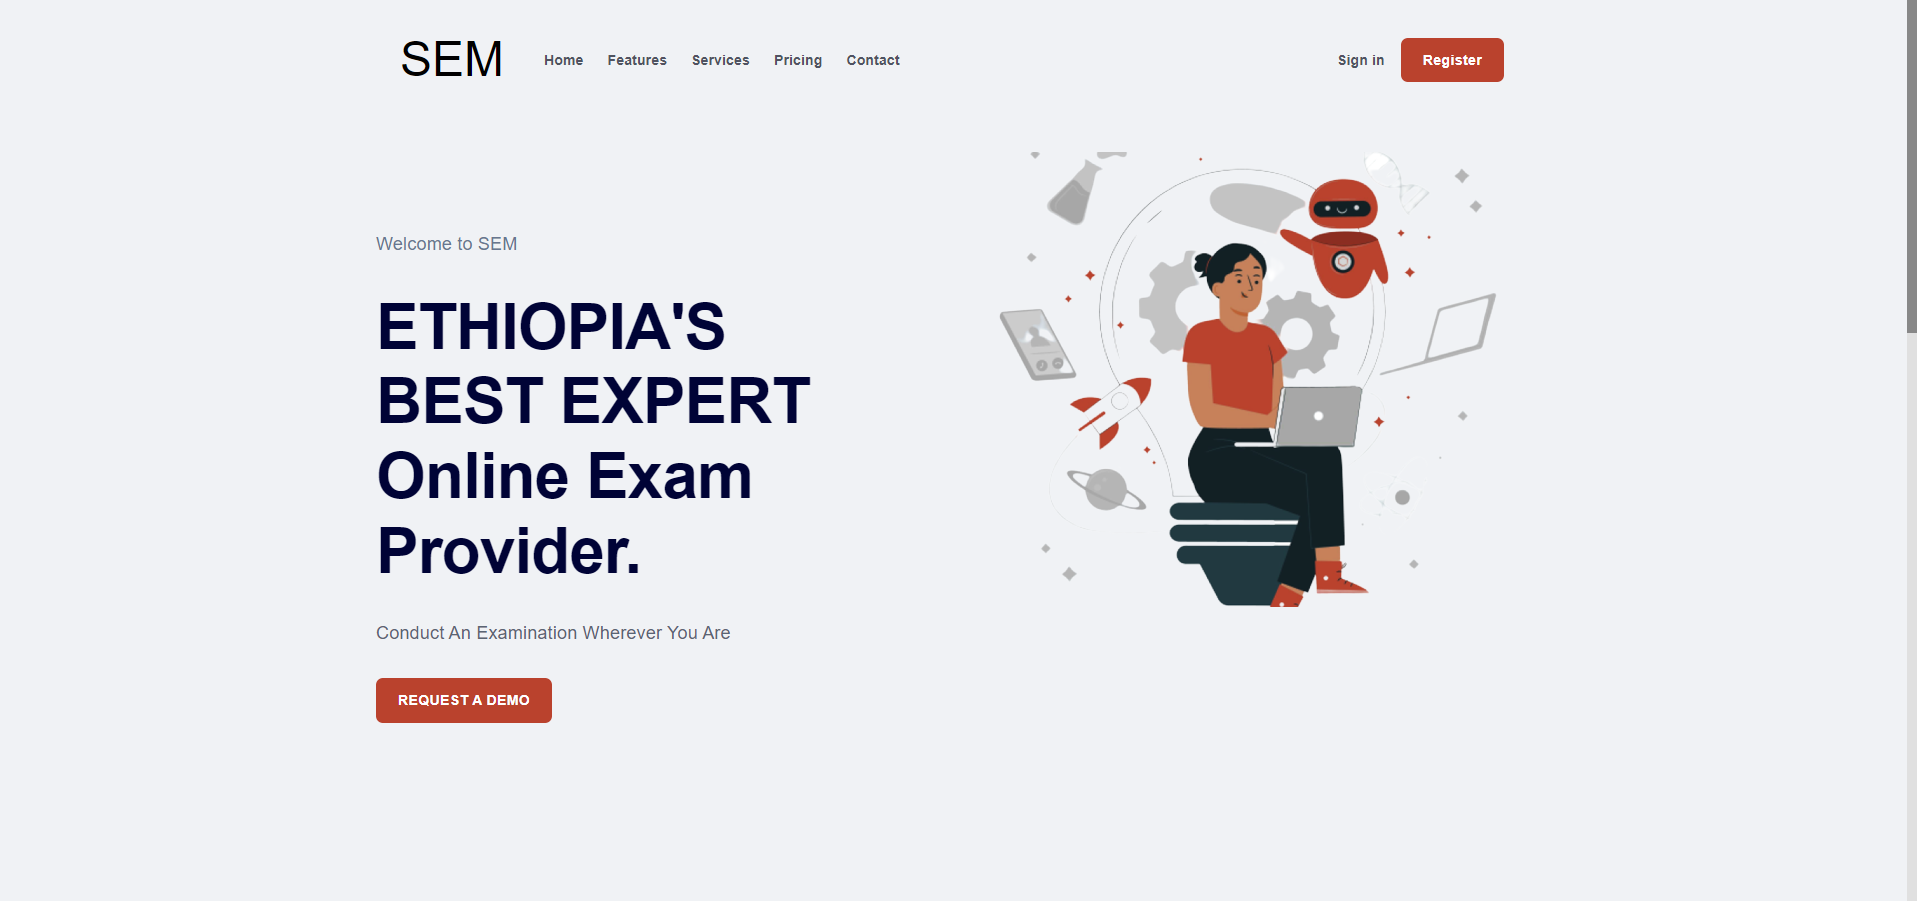 SEM
Home
Features
Services
Pricing
Contact
Sign in
Register
Welcome to SEM
ETHIOPIA'S
BEST EXPERT
Online Exam
Provider.
Conduct An Examination Wherever You Are
REQUEST A DEMO